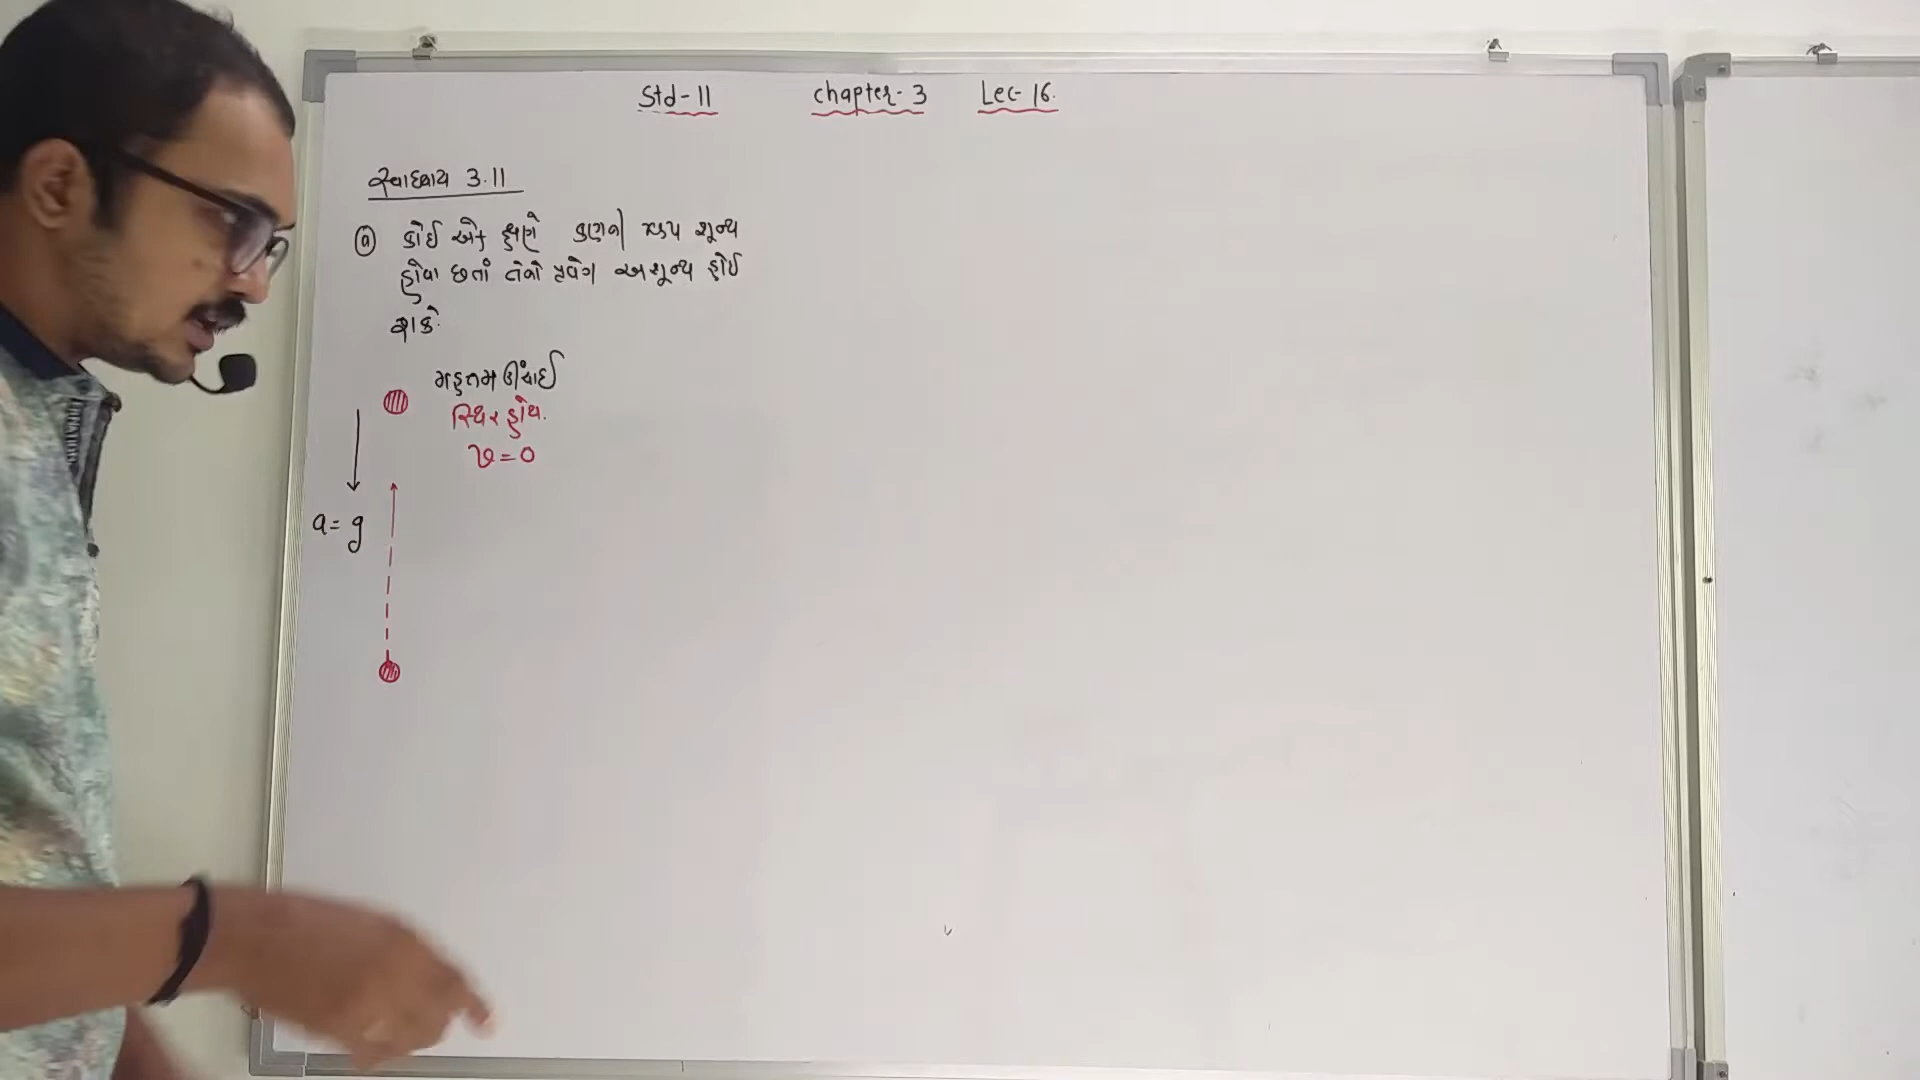 Std-11 chapter-3 Lec-16.
સ્વાધ્યાય 3.11
(a) કોઈ એક ક્ષણે કણની ઝડપ શૂન્ય
હોવા છતાં તેનો પ્રવેગ અશૂન્ય હોઈ
શકે.
મહત્તમ ઊંચાઈ
સ્થિર હોય.
v=0
a= g